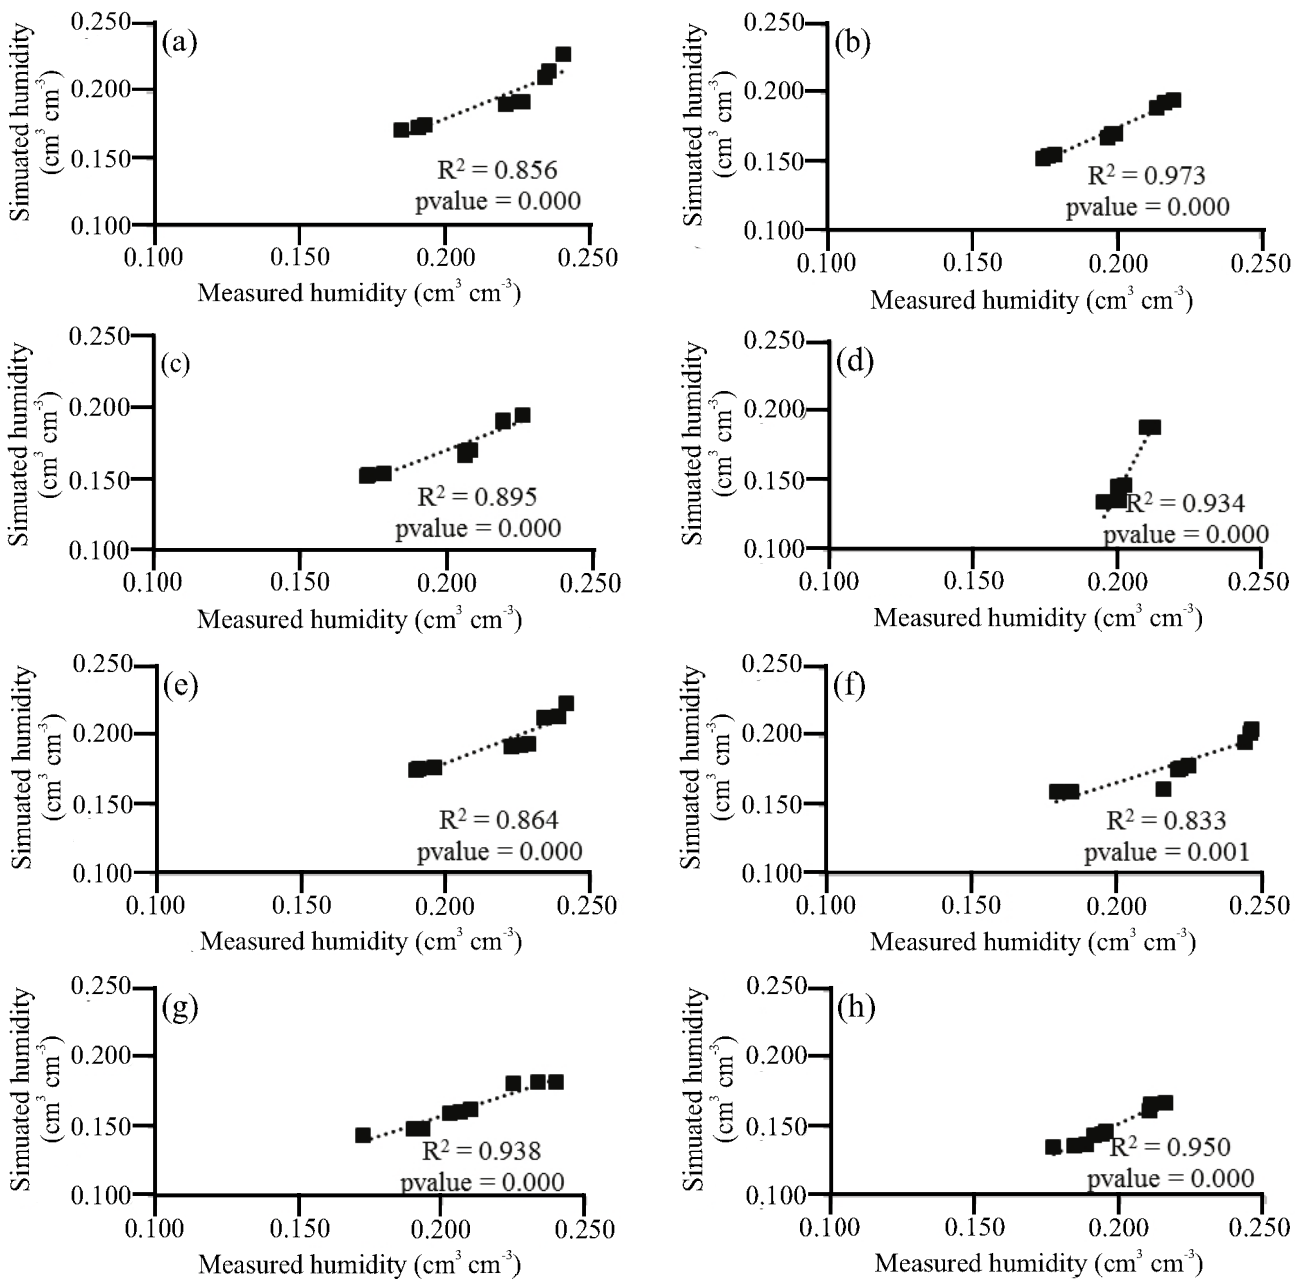 (a)
Simuated humidity
(cm³ cm⁻³)
0.250
0.200
0.150
0.100
R² = 0.856
pvalue = 0.000
0.100 0.150 0.200 0.250
Measured humidity (cm³ cm⁻³)
(b)
Simuated humidity
(cm³ cm⁻³)
0.250
0.200
0.150
0.100
R² = 0.973
pvalue = 0.000
0.100 0.150 0.200 0.250
Measured humidity (cm³ cm⁻³)
(c)
Simuated humidity
(cm³ cm⁻³)
0.250
0.200
0.150
0.100
R² = 0.895
pvalue = 0.000
0.100 0.150 0.200 0.250
Measured humidity (cm³ cm⁻³)
(d)
Simuated humidity
(cm³ cm⁻³)
0.250
0.200
0.150
0.100
R² = 0.934
pvalue = 0.000
0.100 0.150 0.200 0.250
Measured humidity (cm³ cm⁻³)
(e)
Simuated humidity
(cm³ cm⁻³)
0.250
0.200
0.150
0.100
R² = 0.864
pvalue = 0.000
0.100 0.150 0.200 0.250
Measured humidity (cm³ cm⁻³)
(f)
Simuated humidity
(cm³ cm⁻³)
0.250
0.200
0.150
0.100
R² = 0.833
pvalue = 0.001
0.100 0.150 0.200 0.250
Measured humidity (cm³ cm⁻³)
(g)
Simuated humidity
(cm³ cm⁻³)
0.250
0.200
0.150
0.100
R² = 0.938
pvalue = 0.000
0.100 0.150 0.200 0.250
Measured humidity (cm³ cm⁻³)
(h)
Simuated humidity
(cm³ cm⁻³)
0.250
0.200
0.150
0.100
R² = 0.950
pvalue = 0.000
0.100 0.150 0.200 0.250
Measured humidity (cm³ cm⁻³)